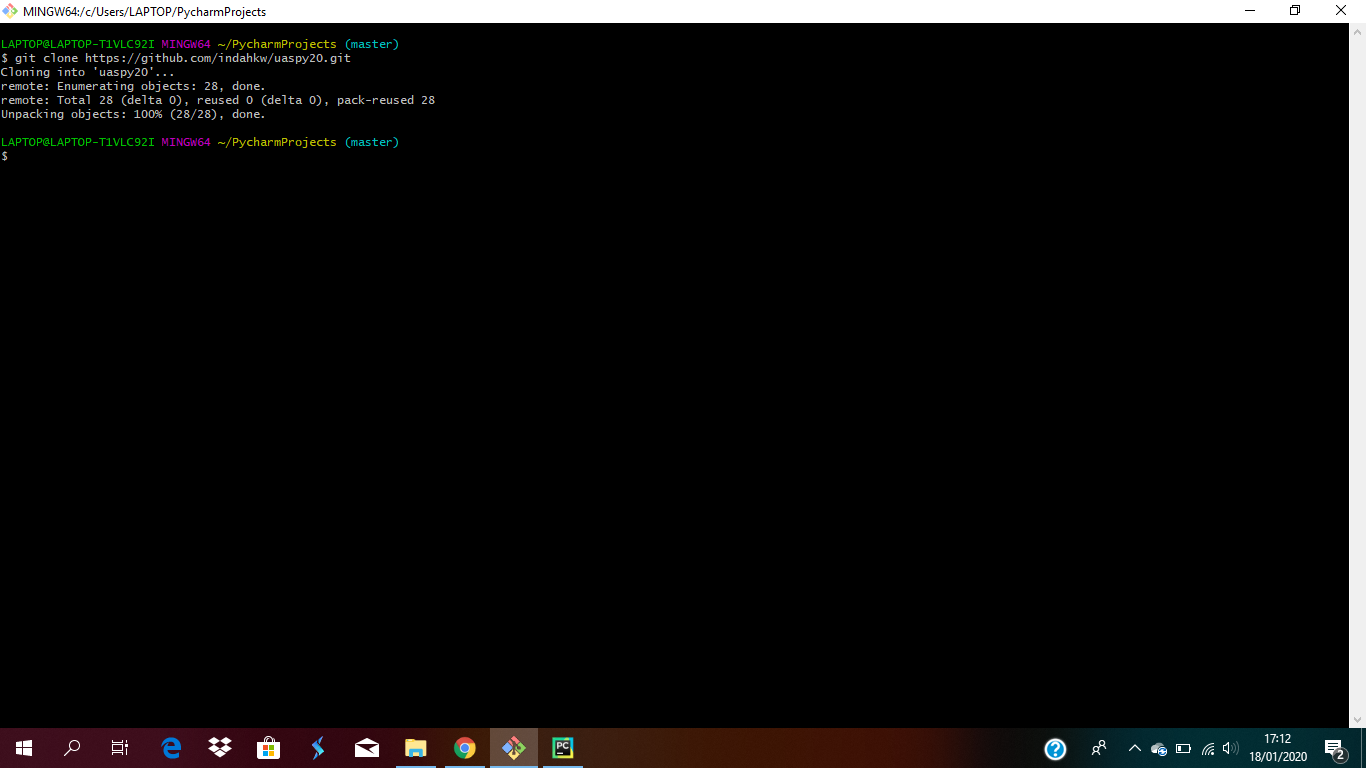 MINGW64:/c/Users/LAPTOP/PycharmProjects
LAPTOP@LAPTOP-T1VLC92I MINGW64 ~/PycharmProjects (master)
$ git clone https://github.com/indahkw/uaspy20.git
Cloning into 'uaspy20'...
remote: Enumerating objects: 28, done.
remote: Total 28 (delta 0), reused 0 (delta 0), pack-reused 28
Unpacking objects: 100% (28/28), done.
LAPTOP@LAPTOP-T1VLC92I MINGW64 ~/PycharmProjects (master)
$
PC
17:12
18/01/2020
2